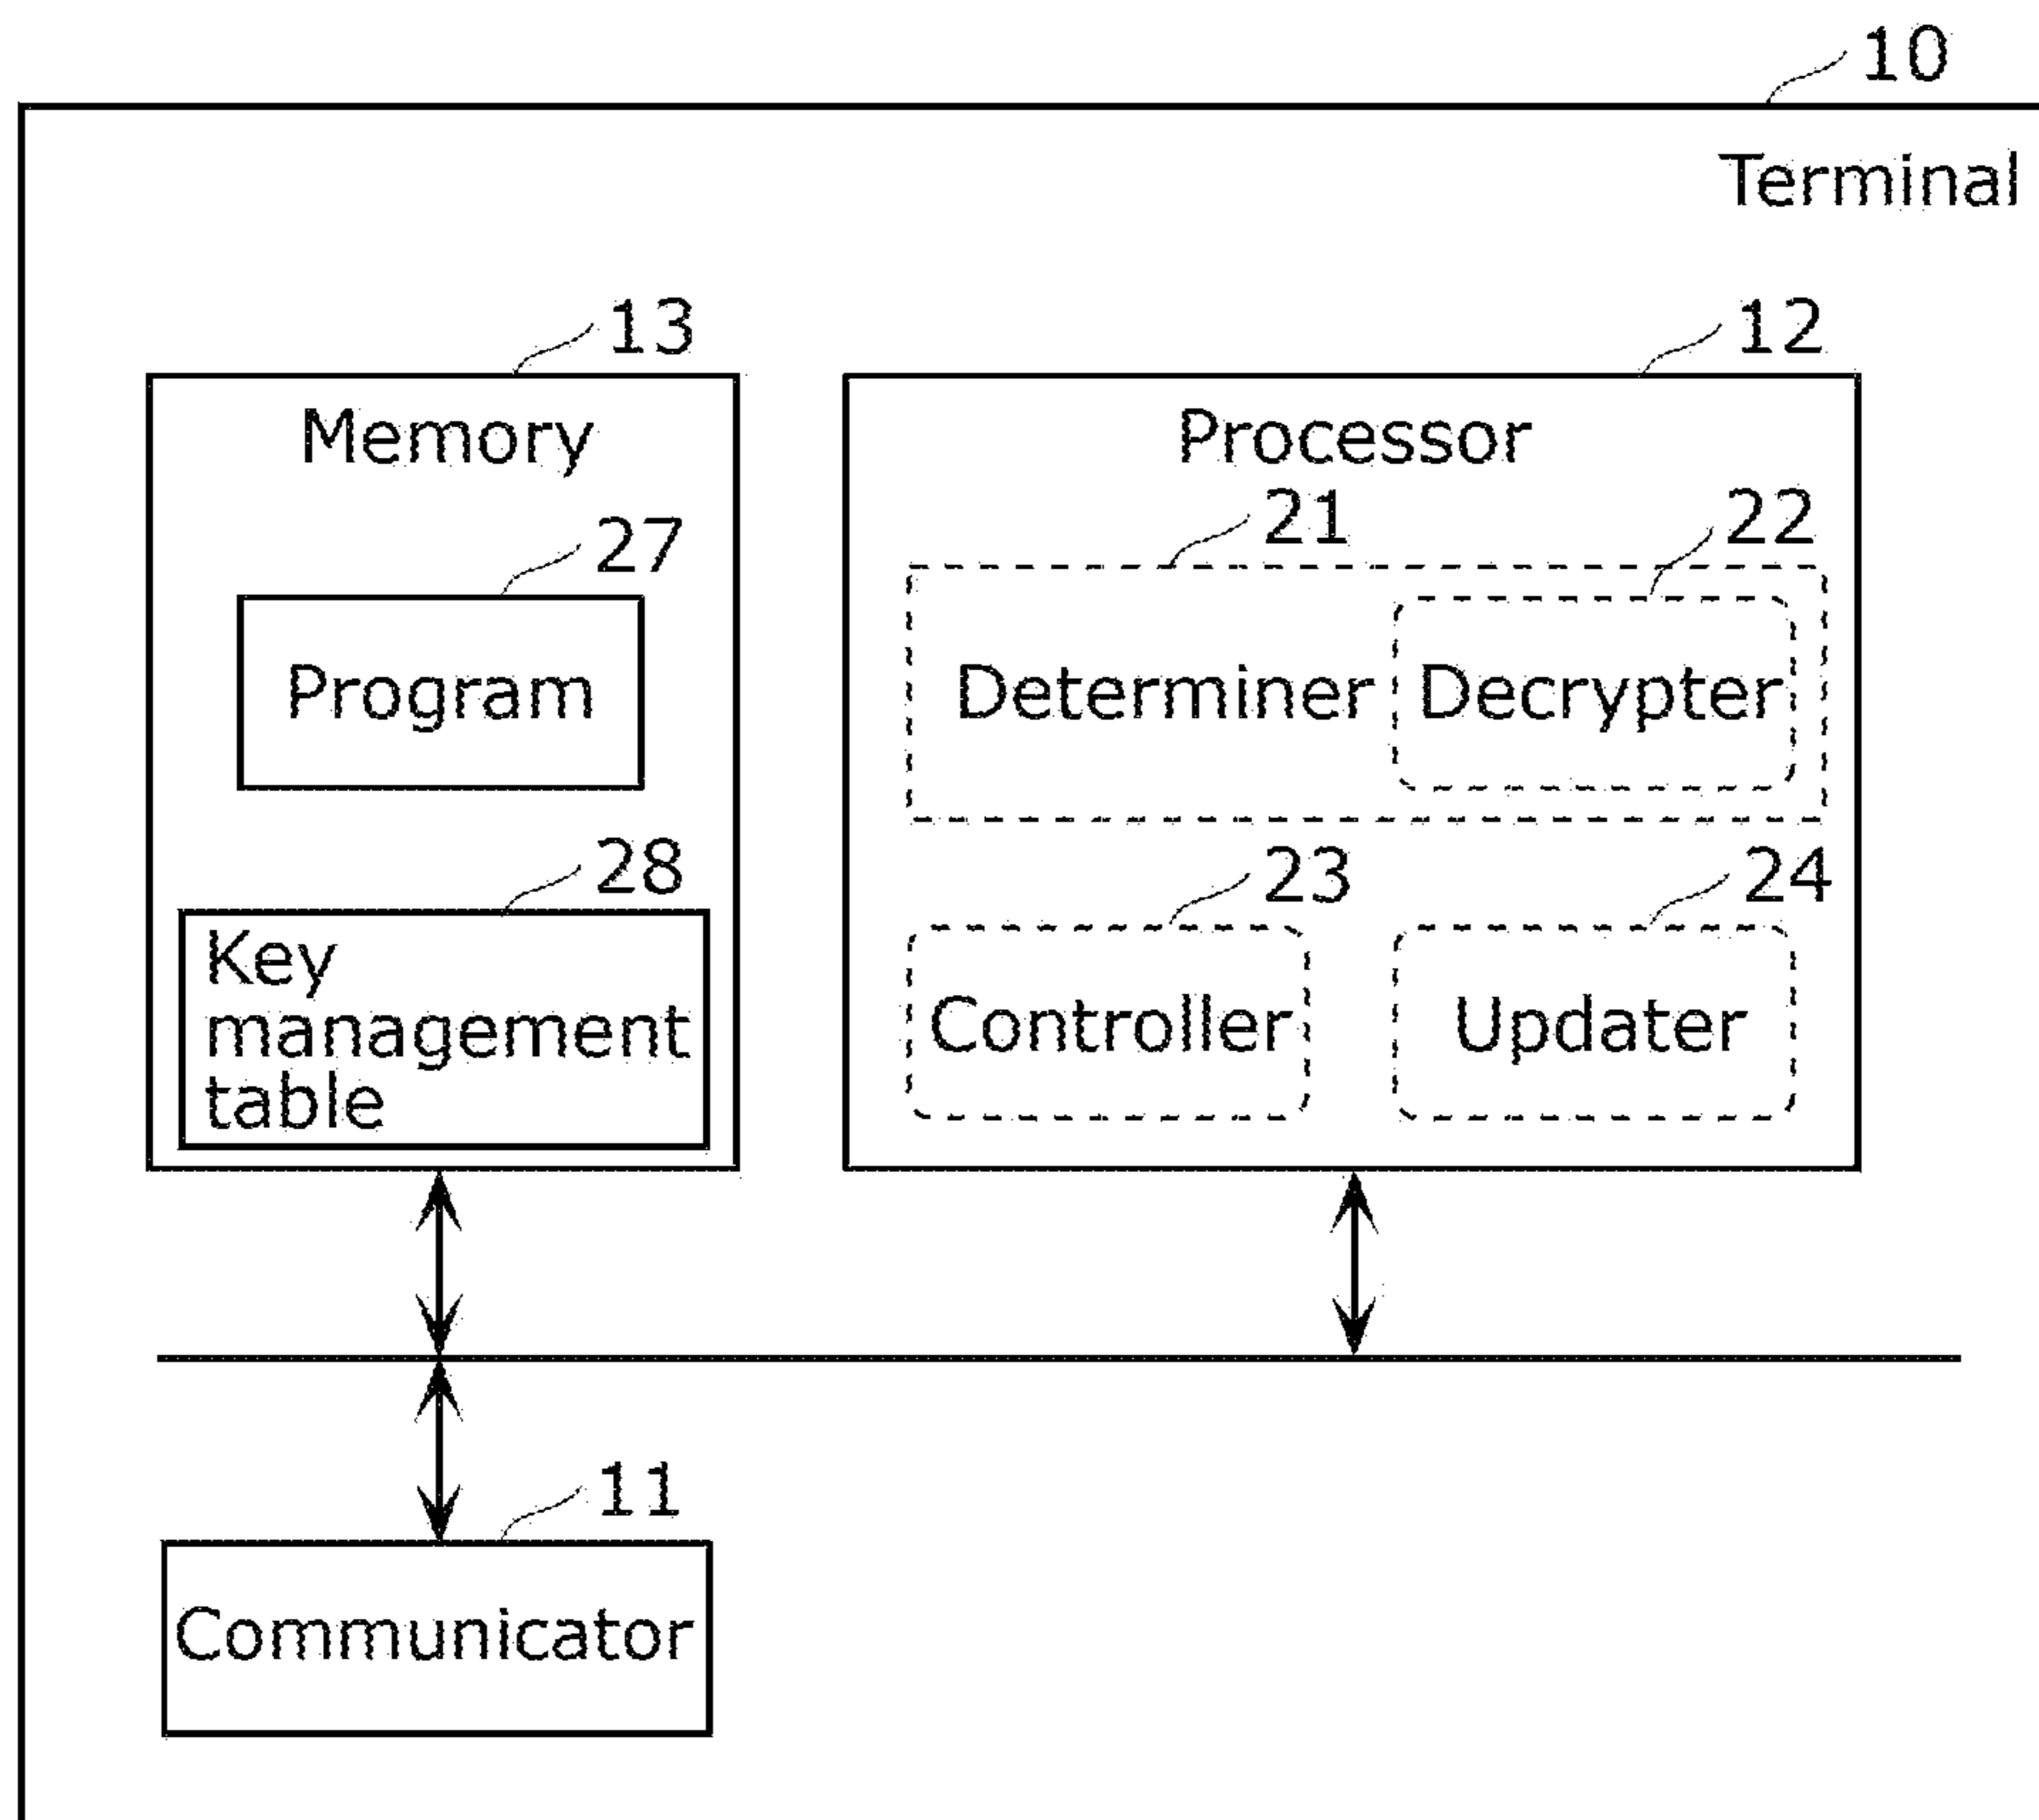 10
Terminal
13
12
Memory
Processor
27
21
22
Program
Determiner
Decrypter
28
23
24
Key
management
table
Controller
Updater
11
Communicator